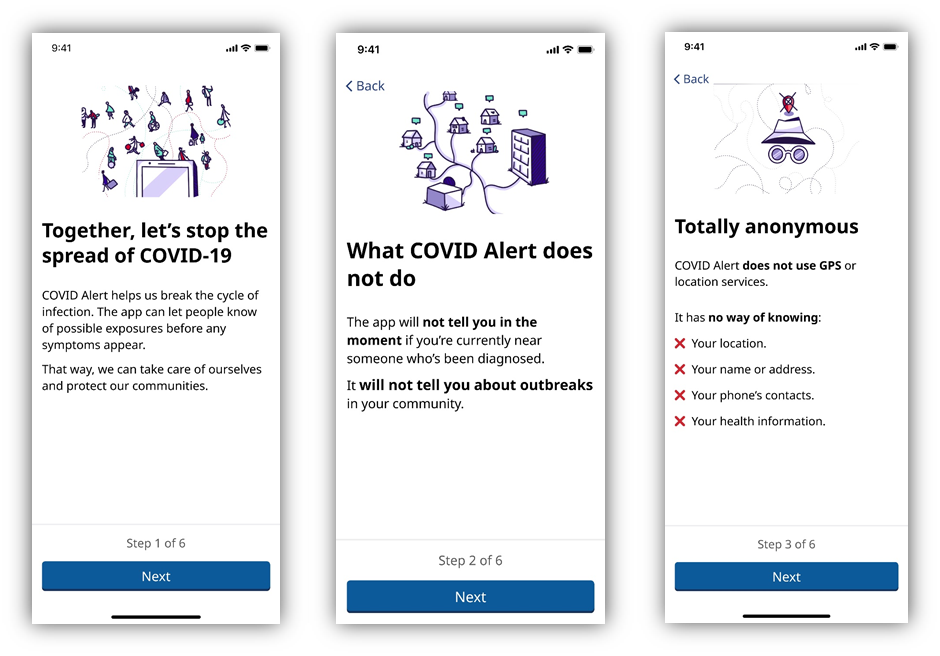 9:41
Together, let's stop the
spread of COVID-19
COVID Alert helps us break the cycle of
infection. The app can let people know
of possible exposures before any
symptoms appear.
That way, we can take care of ourselves
and protect our communities.
Step 1 of 6
Next
9:41
Back
What COVID Alert does
not do
The app will not tell you in the
moment if you're currently near
someone who's been diagnosed.
It will not tell you about outbreaks
in your community.
Step 2 of 6
Next
9:41
Back
Totally anonymous
COVID Alert does not use GPS or
location services.
It has no way of knowing:
Your location.
Your name or address.
Your phone's contacts.
Your health information.
Step 3 of 6
Next